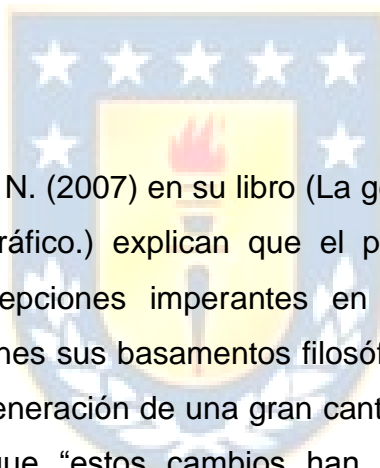 N. (2007) en su libro (La g
ráfico.) explican que el p
epciones imperantes en
nes sus basamentos filosóf
eneración de una gran cant
que “estos cambios han